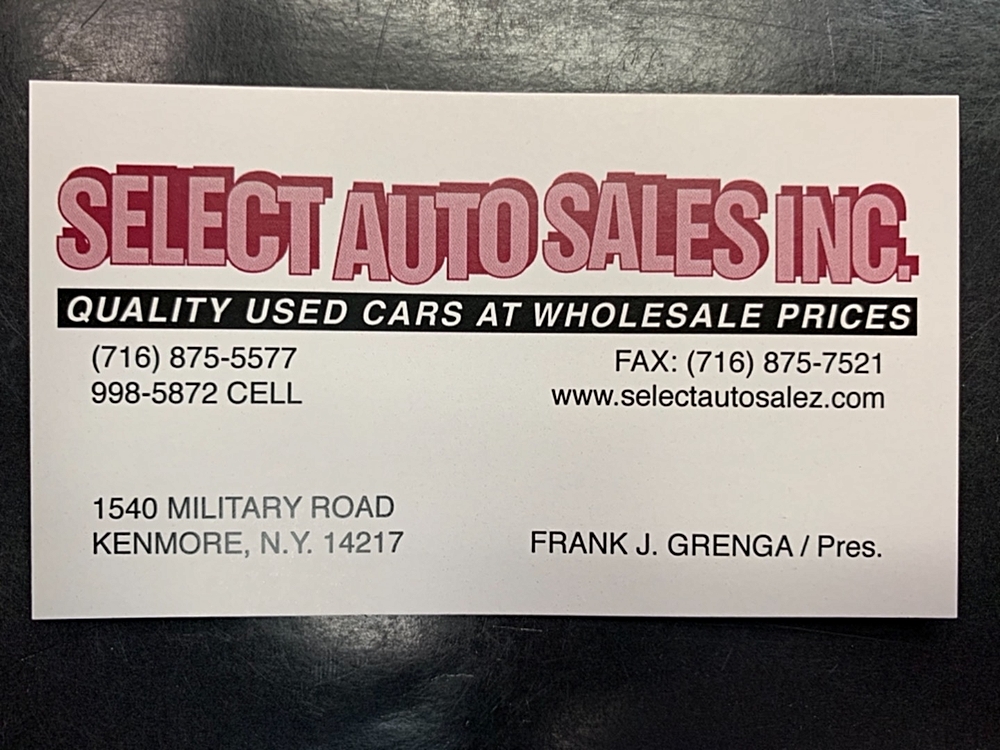 SELECT AUTO SALES INC.
QUALITY USED CARS AT WHOLESALE PRICES
(716) 875-5577
998-5872 CELL
FAX: (716) 875-7521
www.selectautosalez.com
1540 MILITARY ROAD
KENMORE, N.Y. 14217
FRANK J. GRENGA / Pres.